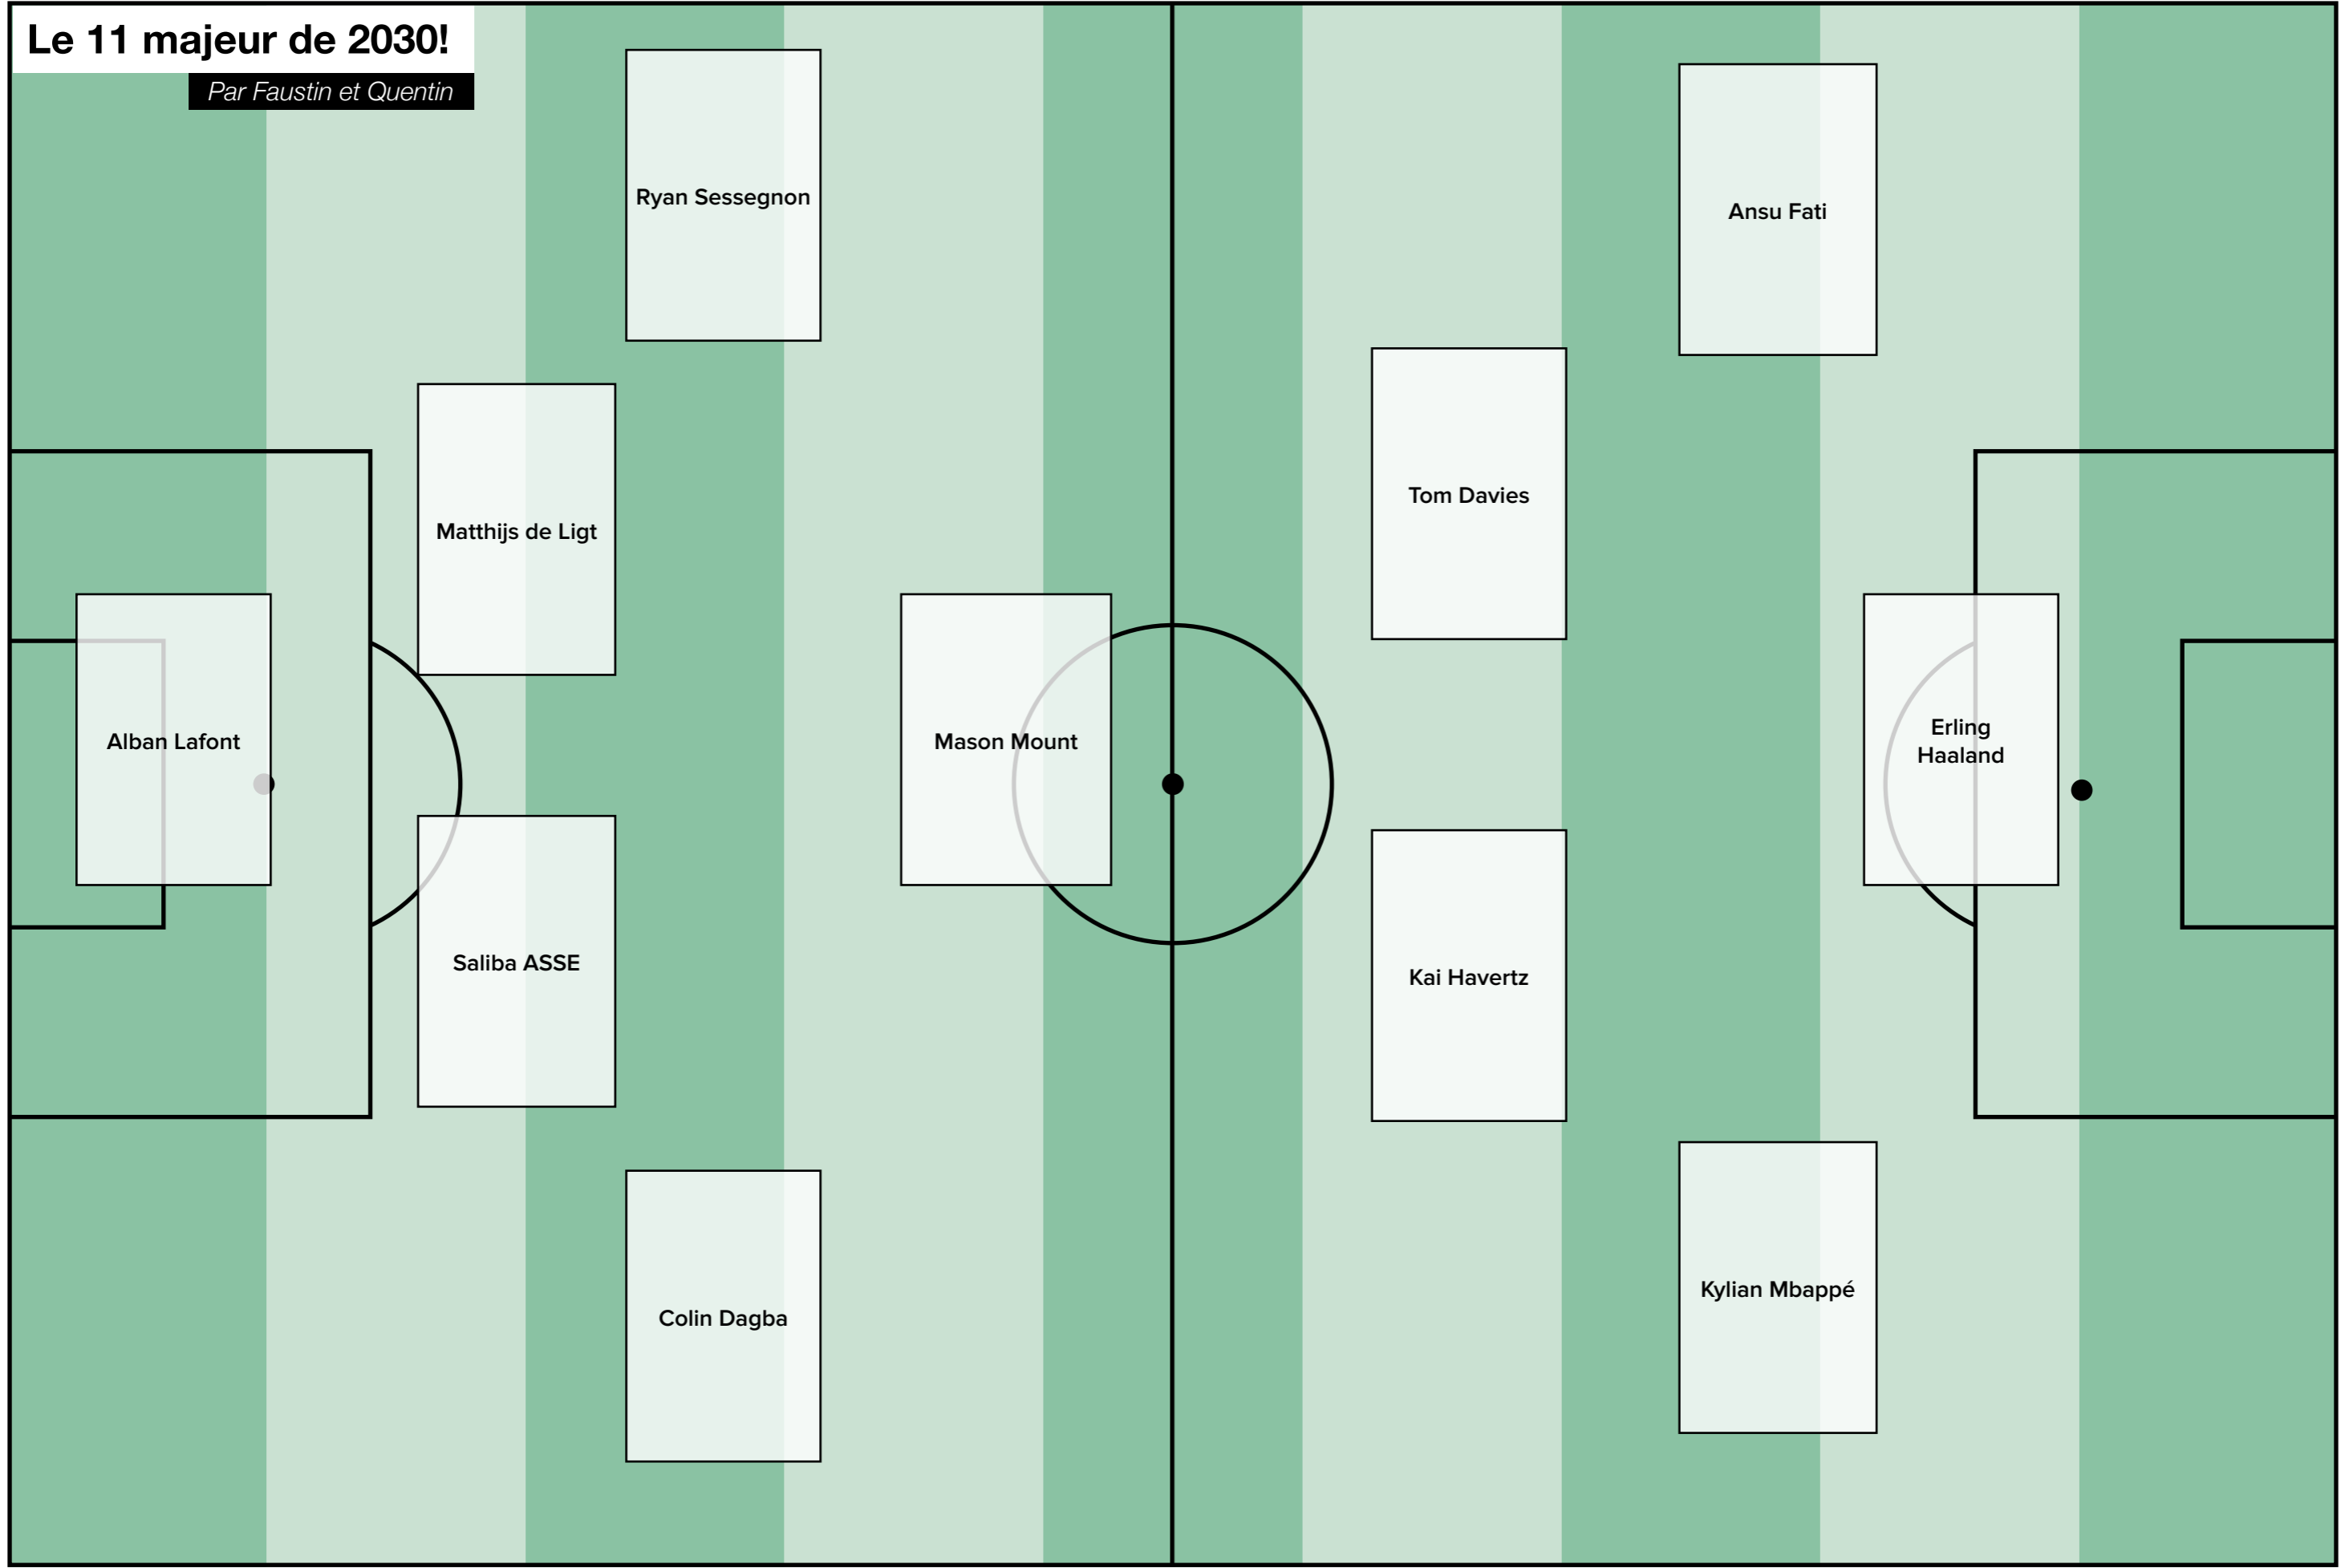 Le 11 majeur de 2030!
Par Faustin et Quentin
Ryan Sessegnon
Ansu Fati
Tom Davies
Matthijs de Ligt
Alban Lafont
Mason Mount
Erling
Haaland
Saliba ASSE
Kai Havertz
Kylian Mbappé
Colin Dagba